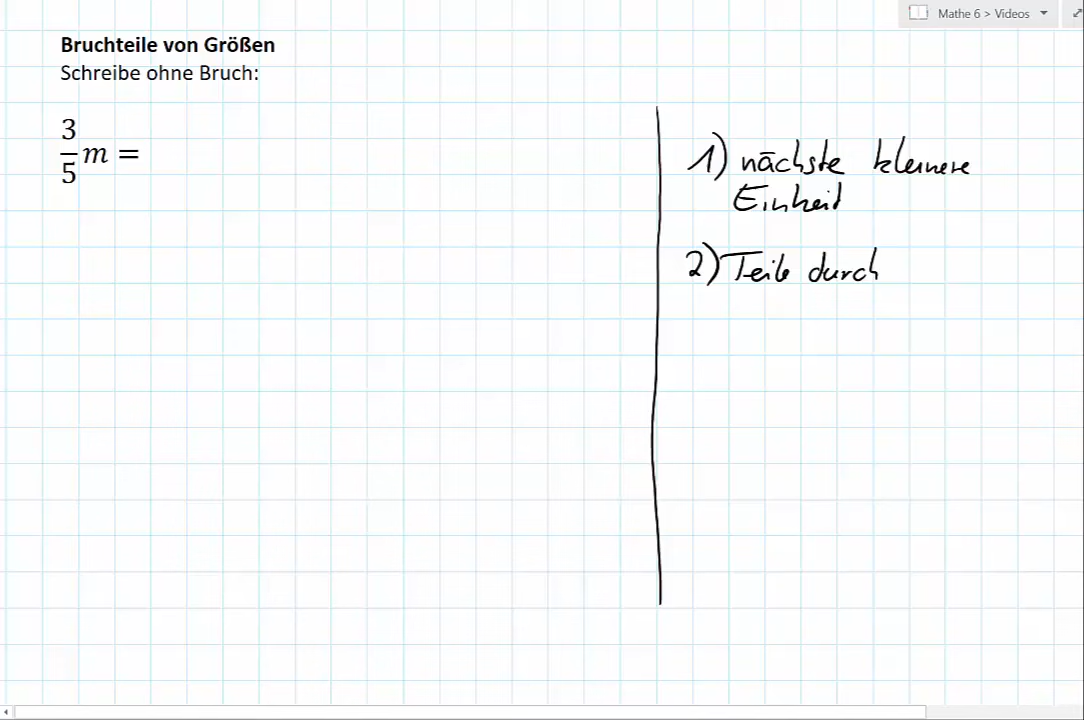 Mathe 6 > Videos
Bruchteile von Größen
Schreibe ohne Bruch:
3/5 m =
1) nächste kleinere
Einheit
2) Teile durch